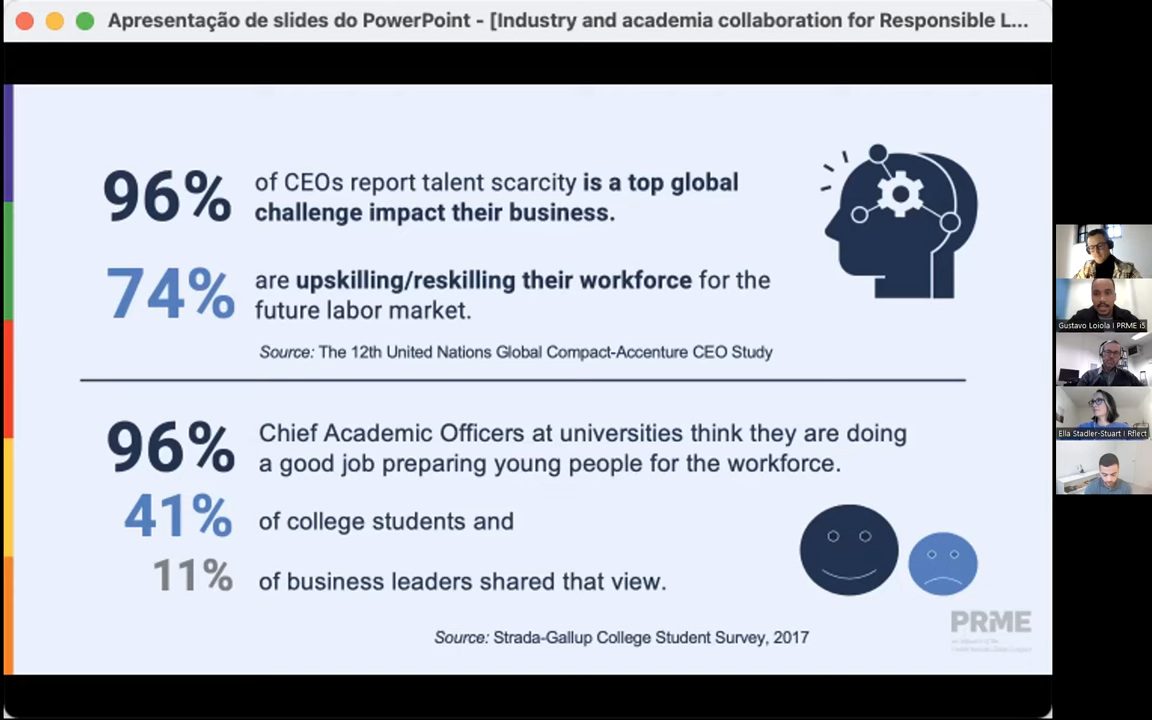 Apresentação de slides do PowerPoint - [Industry and academia collaboration for Responsible L...
96% of CEOs report talent scarcity is a top global
challenge impact their business.
74% are upskilling/reskilling their workforce for the
future labor market.
Source: The 12th United Nations Global Compact-Accenture CEO Study
96% Chief Academic Officers at universities think they are doing
a good job preparing young people for the workforce.
41% of college students and
11% of business leaders shared that view.
Source: Strada-Gallup College Student Survey, 2017
PRME
Gustavo Loiola | PRME i5
Ella Stadler-Stuart | Rflect